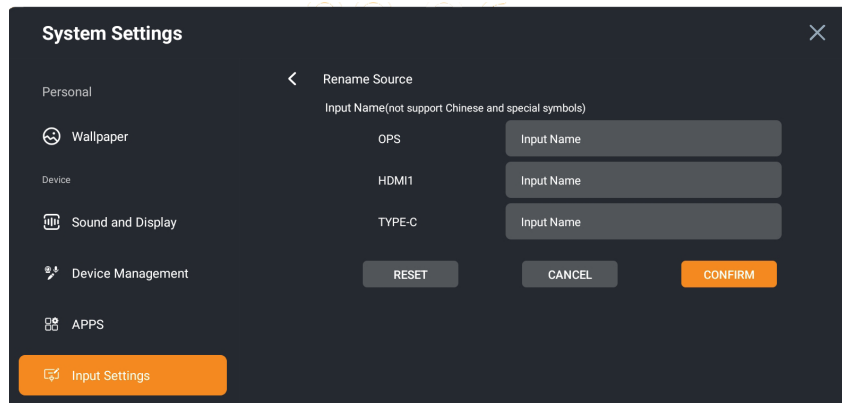 System Settings
Personal
Wallpaper
Device
Sound and Display
Device Management
APPS
Input Settings
Rename Source
Input Name(not support Chinese and special symbols)
OPS Input Name
HDMI1 Input Name
TYPE-C Input Name
RESET CANCEL CONFIRM